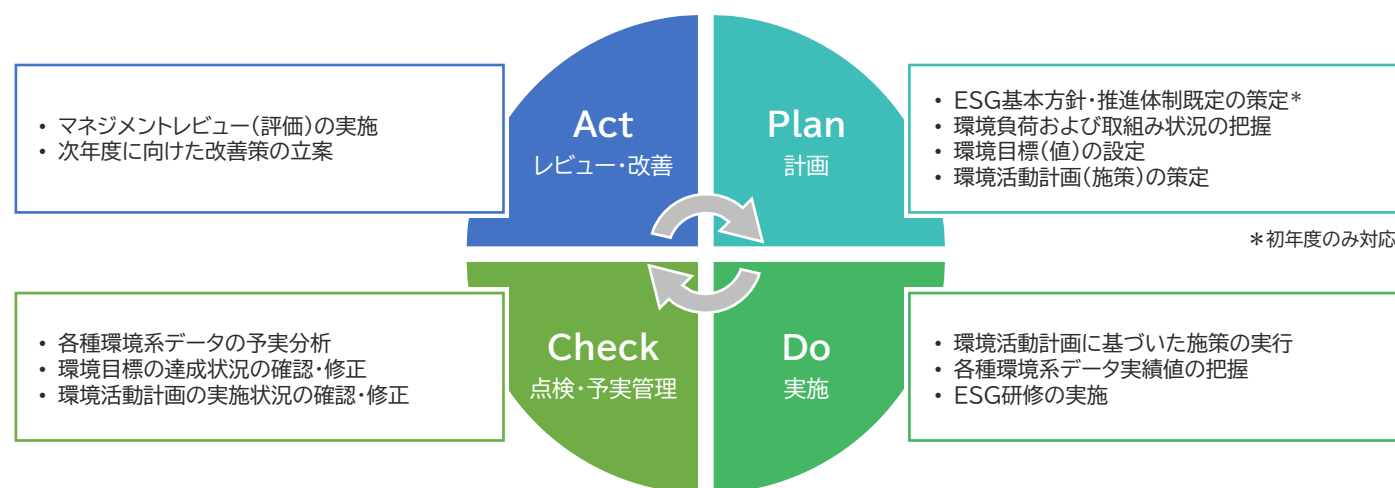 Act
レビュー・改善
・ マネジメントレビュー(評価)の実施
・ 次年度に向けた改善策の立案
Plan
計画
・ ESG基本方針・推進体制既定の策定*
・ 環境負荷および取組み状況の把握
・ 環境目標(値)の設定
・ 環境活動計画(施策)の策定
*初年度のみ対応
Check
点検・予実管理
・ 各種環境系データの予実分析
・ 環境目標の達成状況の確認・修正
・ 環境活動計画の実施状況の確認・修正
Do
実施
・ 環境活動計画に基づいた施策の実行
・ 各種環境系データ実績値の把握
・ ESG研修の実施